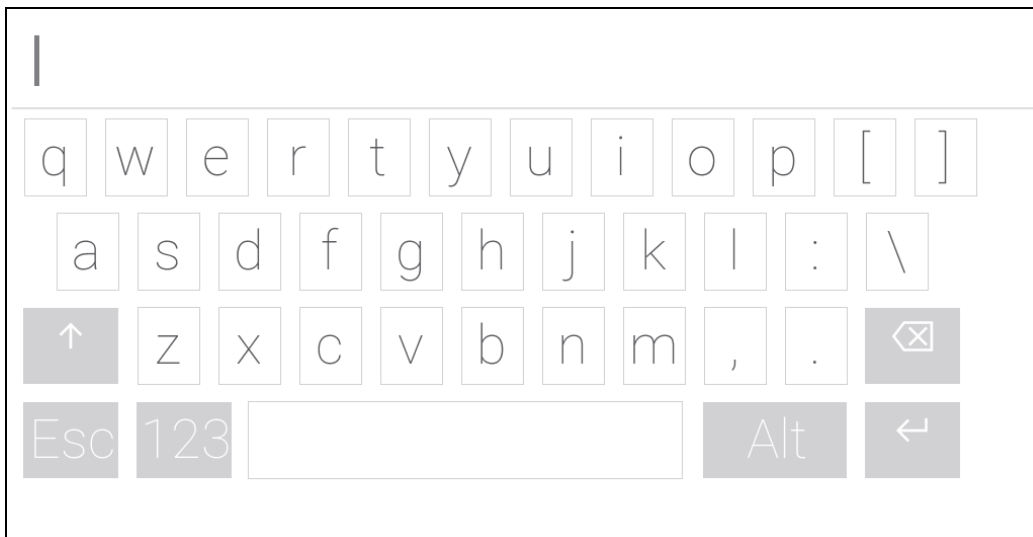 q w e r t y u i o p [ ]
a s d f g h j k l : \
↑ z x c v b n m , . ⌫
Esc 123 Alt ↵